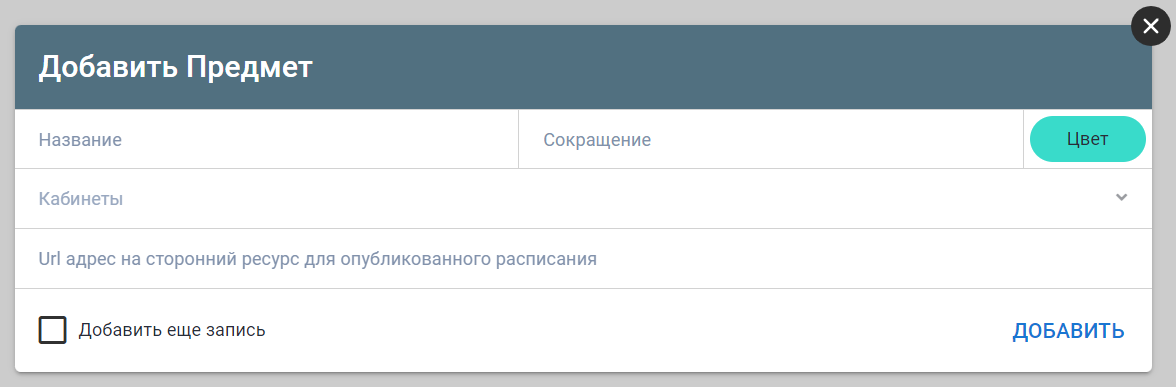 Добавить Предмет
Название
Сокращение
Цвет
Кабинеты
Url адрес на сторонний ресурс для опубликованного расписания
Добавить еще запись
ДОБАВИТЬ